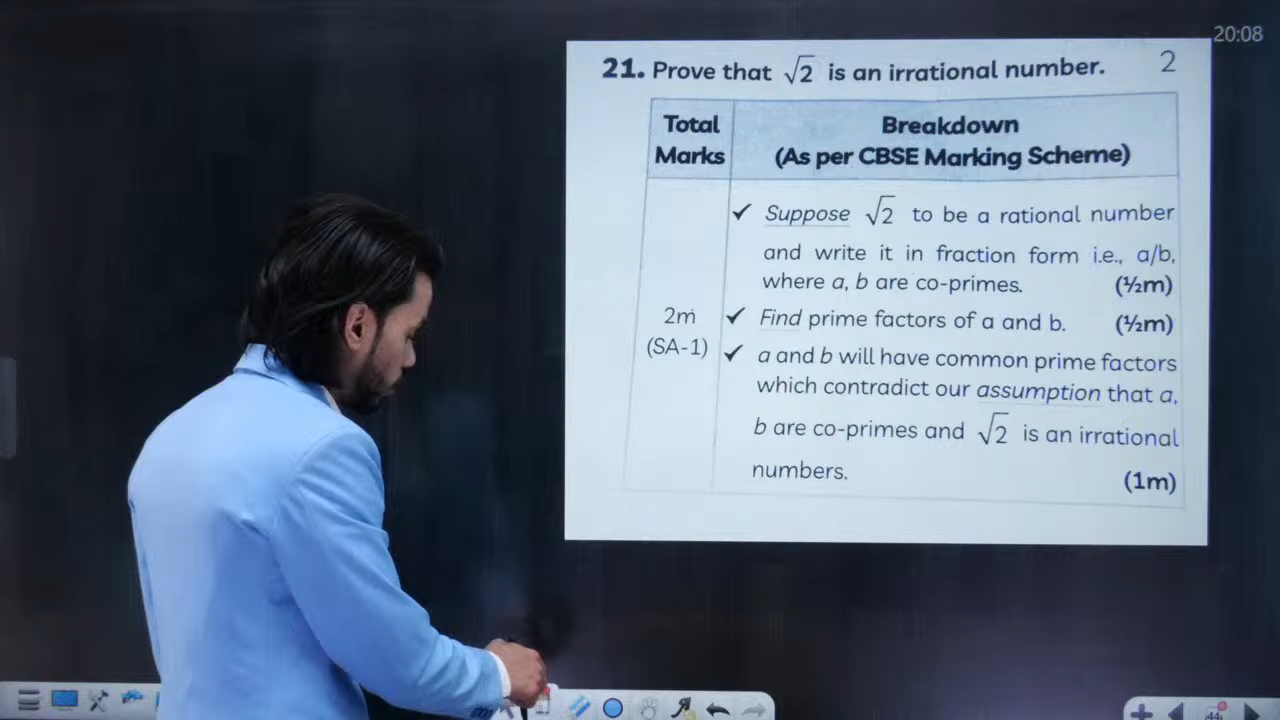 20:08
21. Prove that √2 is an irrational number. 2
Total Marks
Breakdown
(As per CBSE Marking Scheme)
2m
(SA-1)
✓ Suppose √2 to be a rational number
and write it in fraction form i.e., a/b,
where a, b are co-primes. (½m)
✓ Find prime factors of a and b. (½m)
✓ a and b will have common prime factors
which contradict our assumption that a,
b are co-primes and √2 is an irrational
numbers. (1m)